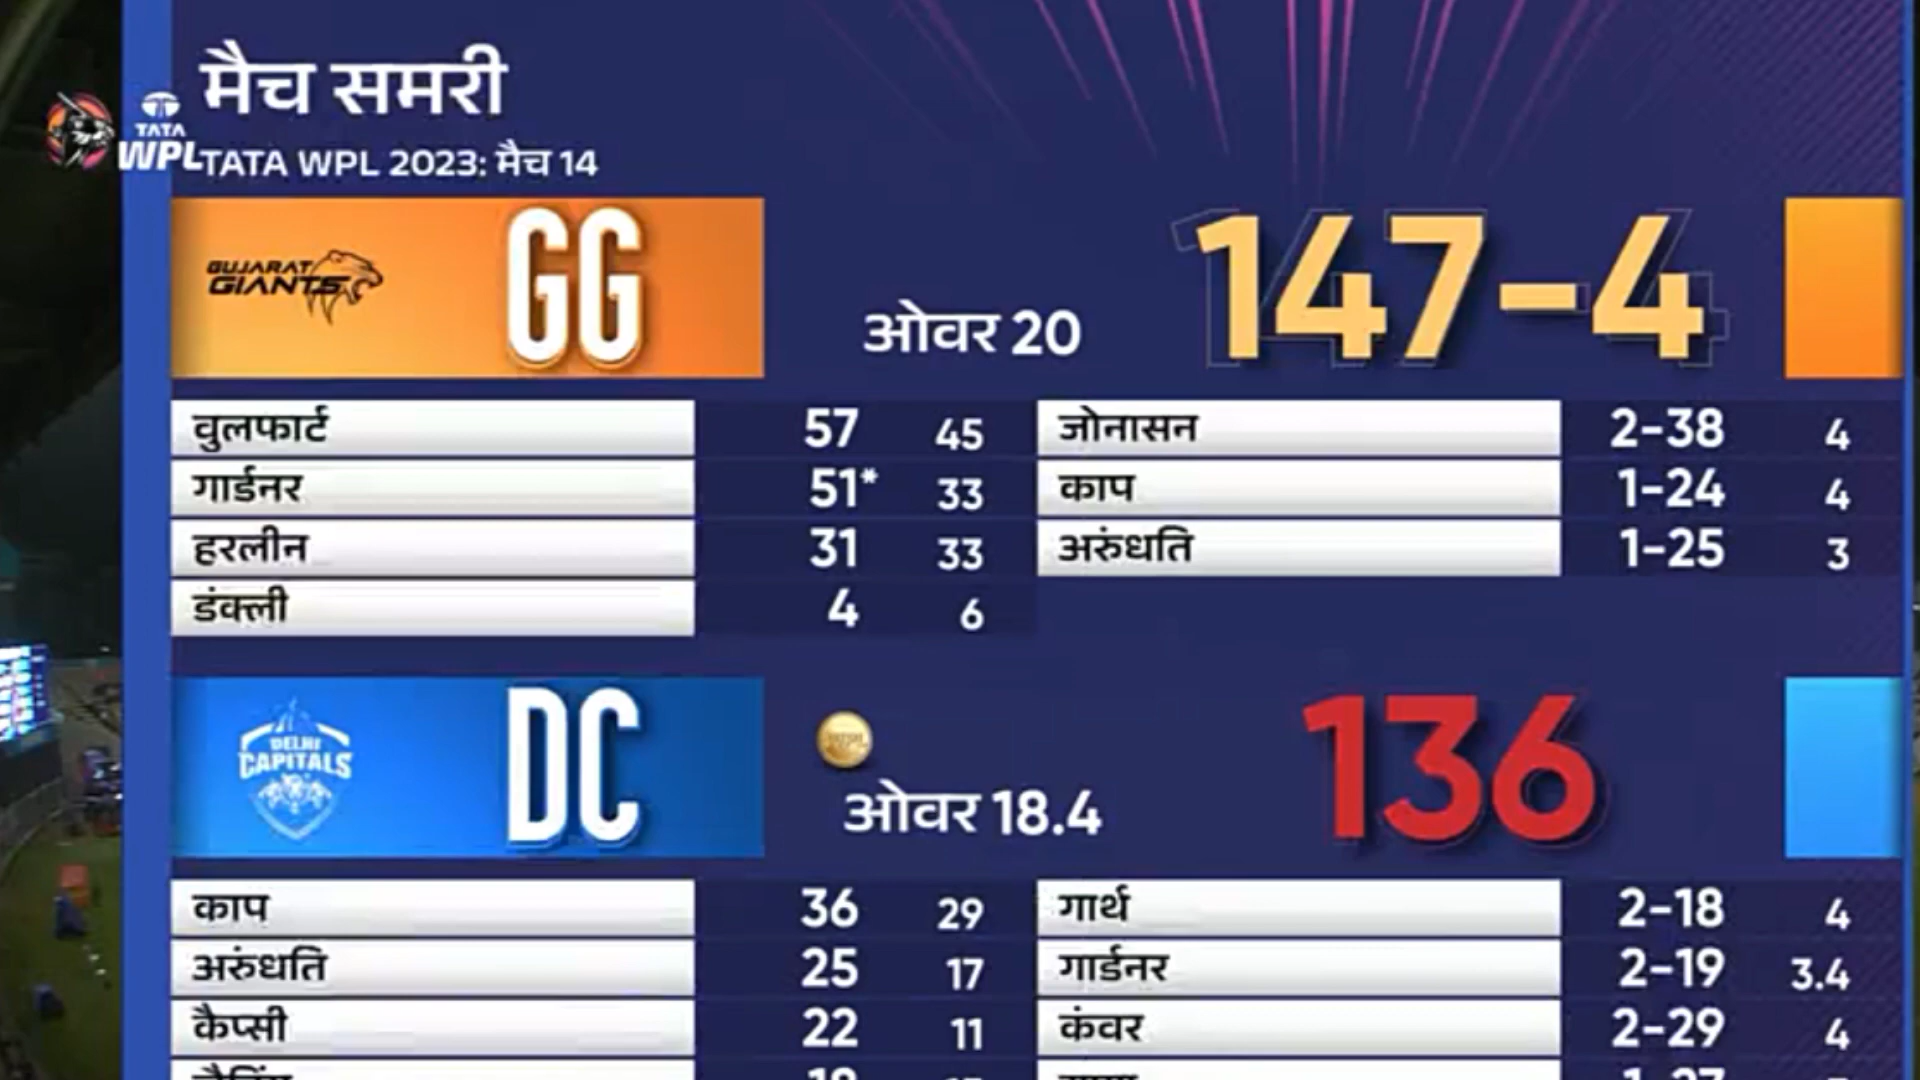 मैच समरी
TATA WPL
TATA WPL 2023: मैच 14
GUJARAT GIANTS GG ओवर 20 147-4
वुलफार्ट 57 45 जोनासन 2-38 4
गार्डनर 51* 33 काप 1-24 4
हरलीन 31 33 अरुंधति 1-25 3
डंक्ली 4 6
DELHI CAPITALS DC ओवर 18.4 136
काप 36 29 गार्थ 2-18 4
अरुंधति 25 17 गार्डनर 2-19 3.4
कैप्सी 22 11 कंवर 2-29 4